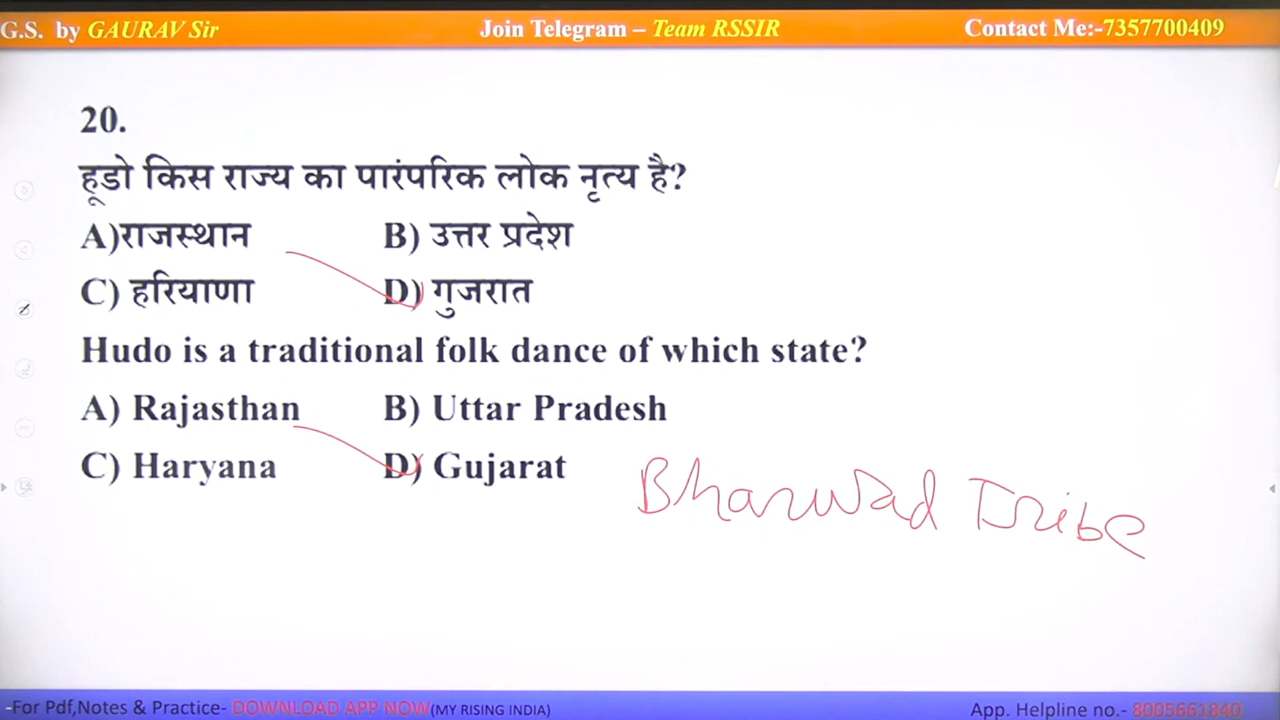 G.S. by GAURAV Sir Join Telegram – Team RSSIR Contact Me:-7357700409
20.
हूडो किस राज्य का पारंपरिक लोक नृत्य है?
A)राजस्थान B) उत्तर प्रदेश
C) हरियाणा D) गुजरात
Hudo is a traditional folk dance of which state?
A) Rajasthan B) Uttar Pradesh
C) Haryana D) Gujarat
Bharwad Tribe
-For Pdf,Notes & Practice- DOWNLOAD APP NOW(MY RISING INDIA) App. Helpline no.- 8005661840